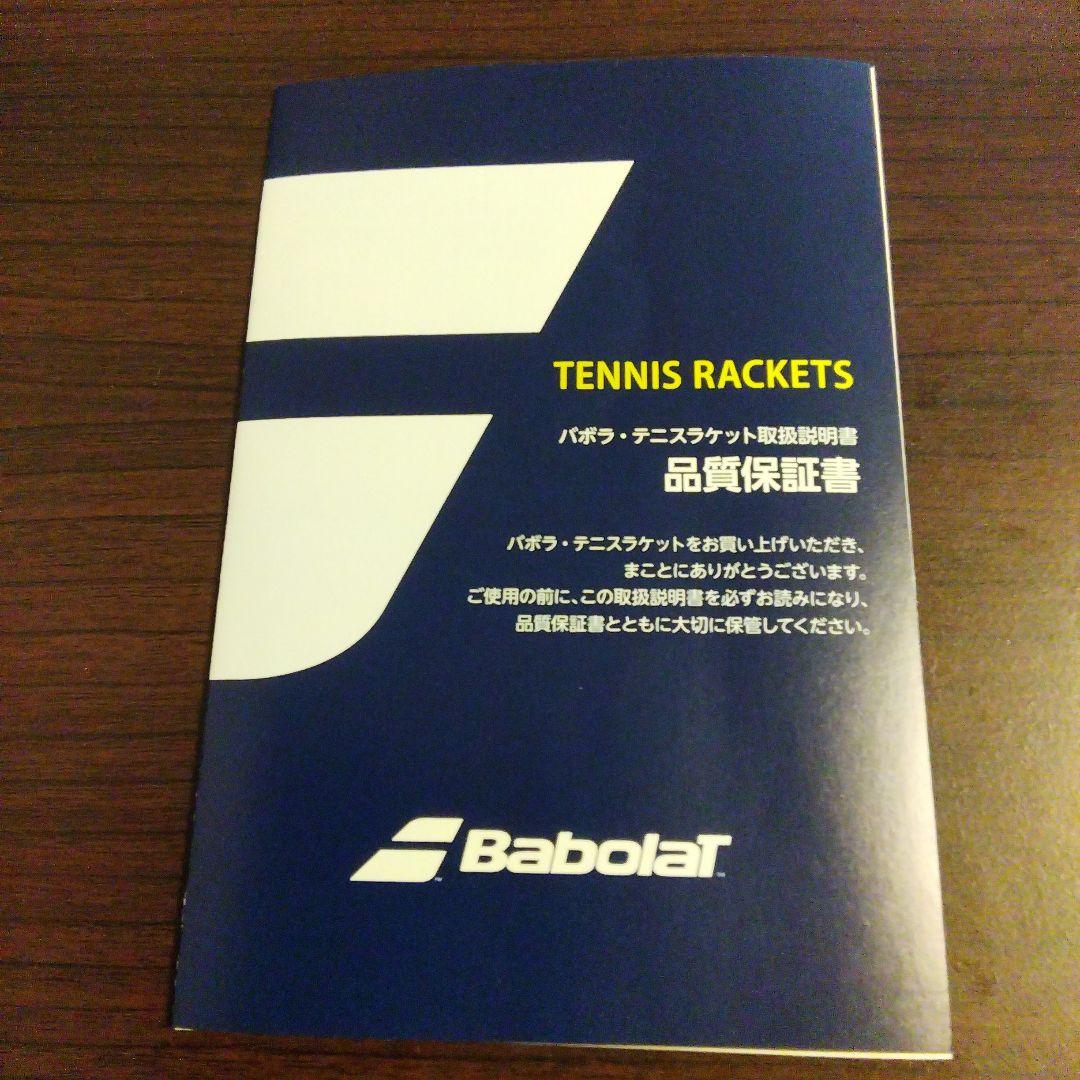 TENNIS RACKETS
バボラ・テニスラケット取扱説明書
品質保証書
バボラ・テニスラケットをお買い上げいただき、
まことにありがとうございます。
ご使用の前に、この取扱説明書を必ずお読みになり、
品質保証書とともに大切に保管してください。
BabolaT